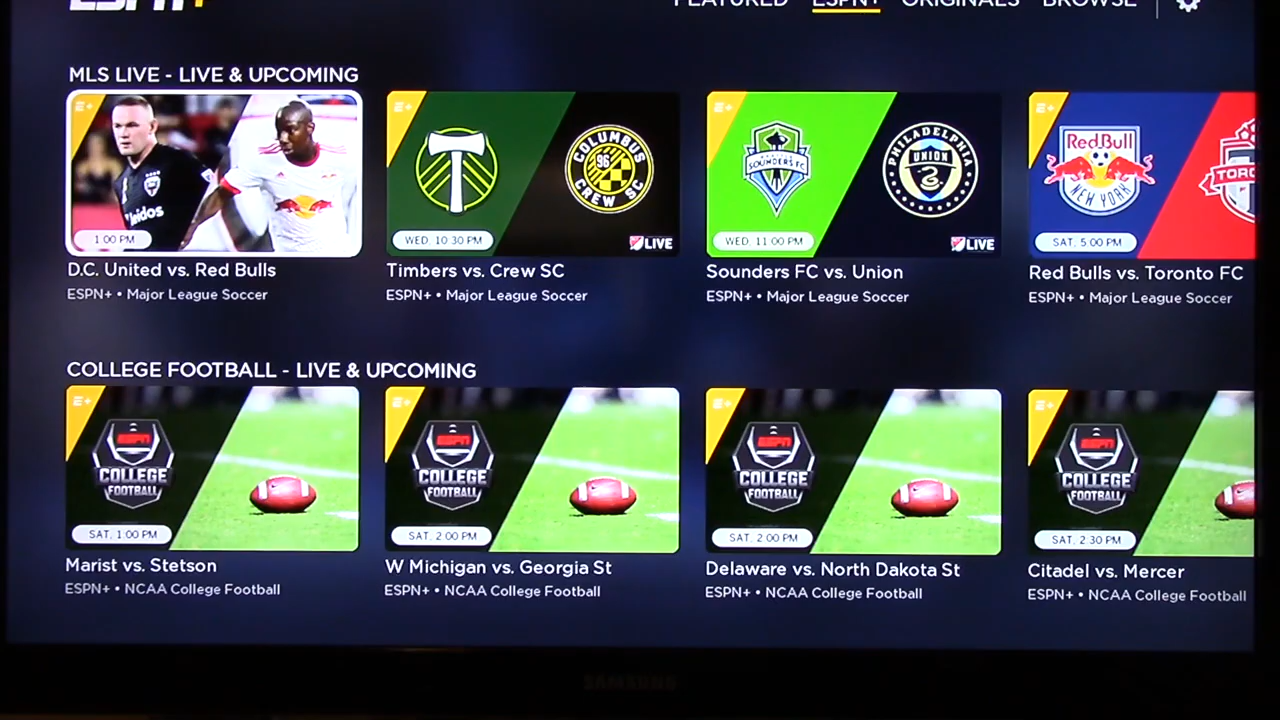 ESPN+
FEATURED ESPN+ ORIGINALS BROWSE
MLS LIVE - LIVE & UPCOMING
E+
1:00 PM
D.C. United vs. Red Bulls
ESPN+ • Major League Soccer
E+
COLUMBUS
96
CREW SC
WED, 10:30 PM
LIVE
Timbers vs. Crew SC
ESPN+ • Major League Soccer
E+
SOUNDERS FC
PHILADELPHIA
UNION
WED, 11:00 PM
LIVE
Sounders FC vs. Union
ESPN+ • Major League Soccer
E+
Red Bull
NEW YORK
TORO
SAT, 5:00 PM
Red Bulls vs. Toronto FC
ESPN+ • Major League Soccer
COLLEGE FOOTBALL - LIVE & UPCOMING
E+
ESPN
COLLEGE
FOOTBALL
SAT, 1:00 PM
Marist vs. Stetson
ESPN+ • NCAA College Football
E+
ESPN
COLLEGE
FOOTBALL
SAT, 2:00 PM
W Michigan vs. Georgia St
ESPN+ • NCAA College Football
E+
ESPN
COLLEGE
FOOTBALL
SAT, 2:00 PM
Delaware vs. North Dakota St
ESPN+ • NCAA College Football
E+
ESPN
COLLEGE
FOOTBALL
SAT, 2:30 PM
Citadel vs. Mercer
ESPN+ • NCAA College Football
SAMSUNG